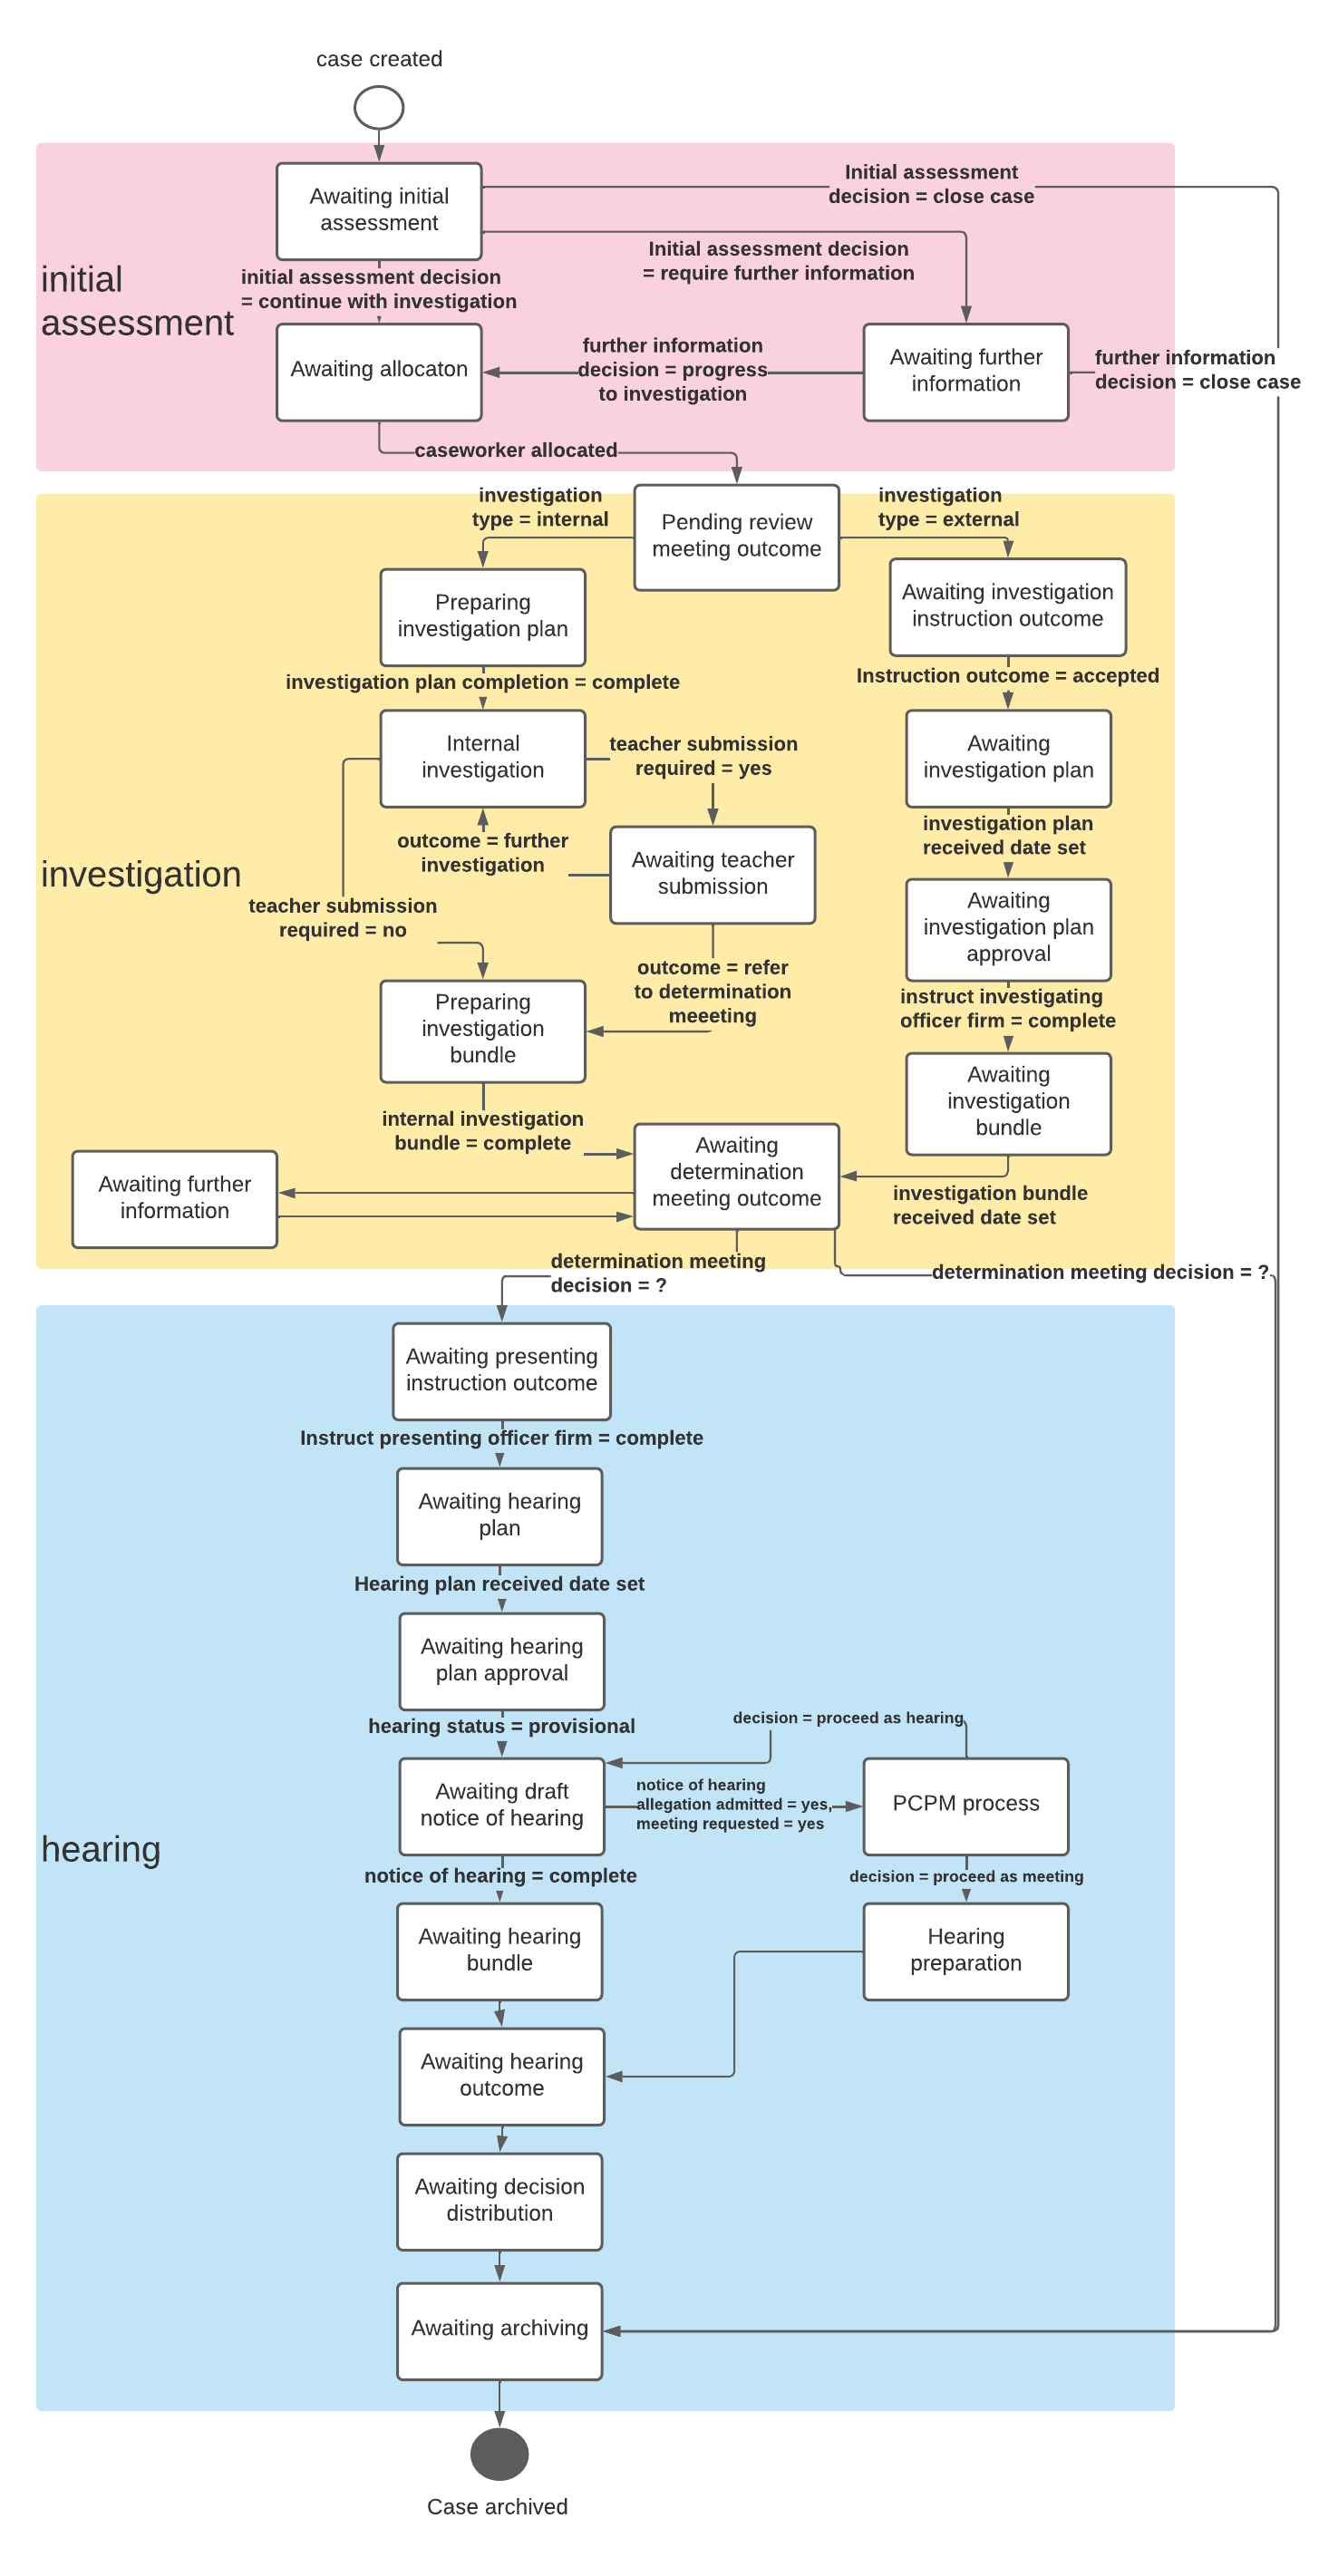 case created
Awaiting initial
assessment
Initial assessment
decision = close case
Initial assessment decision
= require further information
initial
assessment
initial assessment decision
= continue with investigation
Awaiting allocaton
further information
decision = progress
to investigation
Awaiting further
information
further information
decision = close case
caseworker allocated
investigation
type = internal
Pending review
meeting outcome
investigation
type = external
Preparing
investigation plan
Awaiting investigation
instruction outcome
investigation plan completion = complete
Instruction outcome = accepted
Internal
investigation
teacher submission
required = yes
Awaiting
investigation plan
outcome = further
investigation
investigation plan
received date set
investigation
Awaiting teacher
submission
Awaiting
investigation plan
approval
teacher submission
required = no
outcome = refer
to determination
meeeting
instruct investigating
officer firm = complete
Preparing
investigation
bundle
Awaiting
investigation
bundle
internal investigation
bundle = complete
Awaiting
determination
meeting outcome
Awaiting further
information
investigation bundle
received date set
determination meeting
decision = ?
determination meeting decision = ?
Awaiting presenting
instruction outcome
Instruct presenting officer firm = complete
Awaiting hearing
plan
Hearing plan received date set
Awaiting hearing
plan approval
hearing status = provisional
decision = proceed as hearing
Awaiting draft
notice of hearing
notice of hearing
allegation admitted = yes,
meeting requested = yes
PCPM process
hearing
notice of hearing = complete
decision = proceed as meeting
Awaiting hearing
bundle
Hearing
preparation
Awaiting hearing
outcome
Awaiting decision
distribution
Awaiting archiving
Case archived